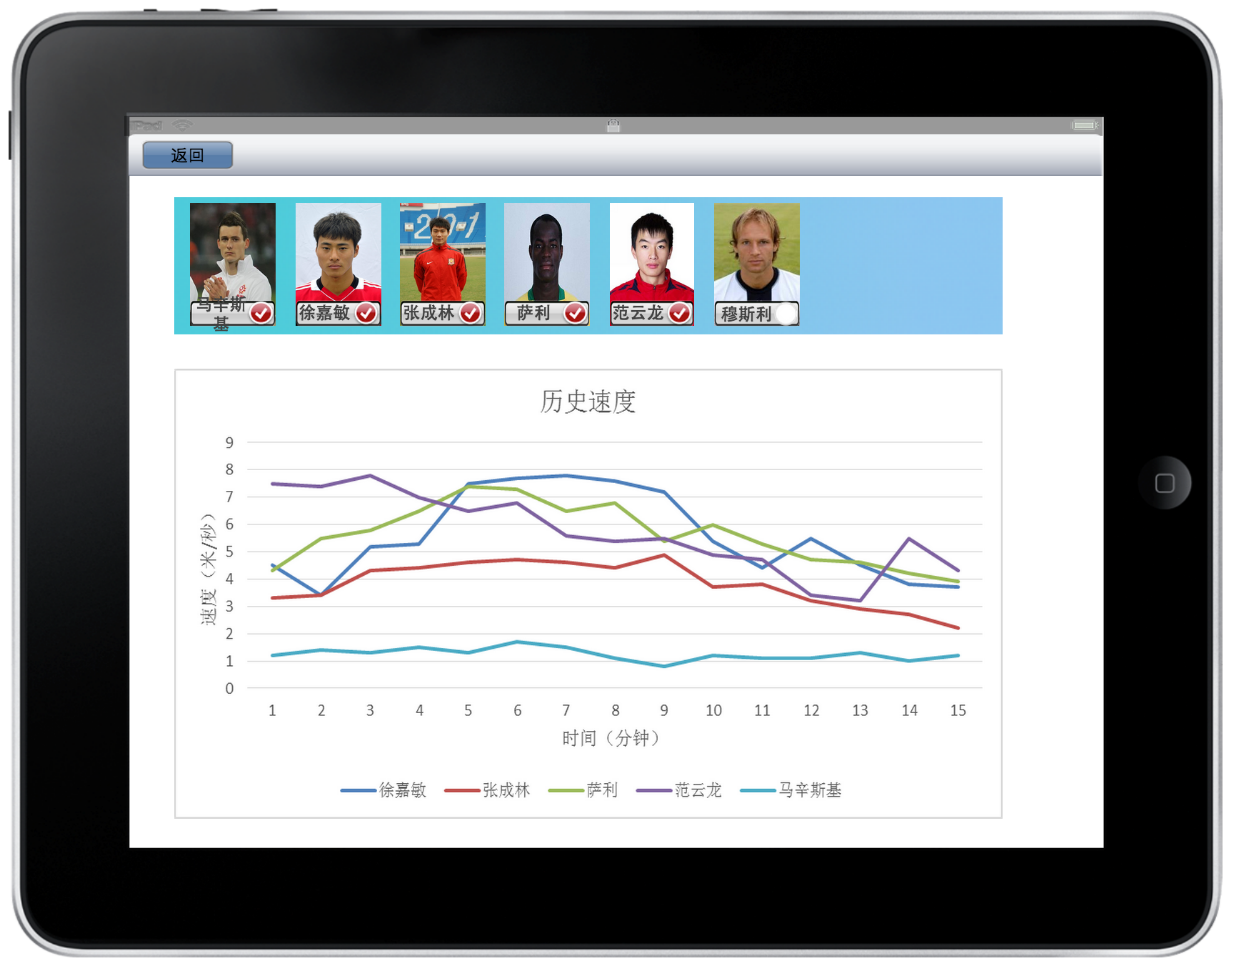 iPad
返回
马辛斯
基
徐嘉敏
张成林
萨利
范云龙
穆斯利
历史速度
速度（米/秒）
9
8
7
6
5
4
3
2
1
0
1 2 3 4 5 6 7 8 9 10 11 12 13 14 15
时间（分钟）
徐嘉敏 张成林 萨利 范云龙 马辛斯基